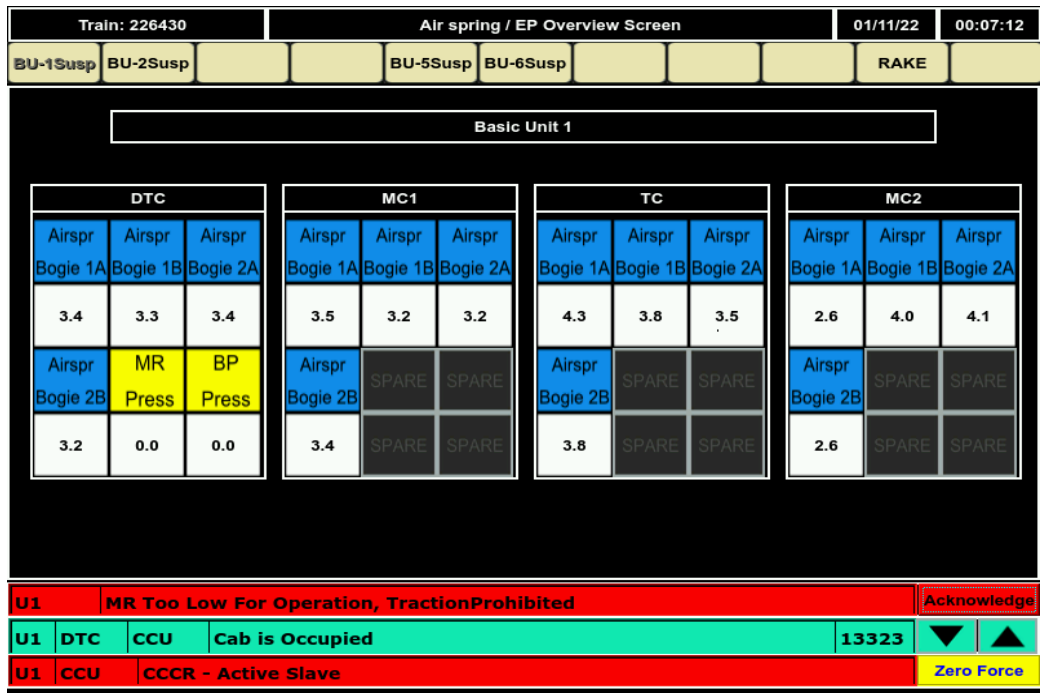 Train: 226430 Air spring / EP Overview Screen 01/11/22 00:07:12
BU-1Susp BU-2Susp BU-5Susp BU-6Susp RAKE
Basic Unit 1
DTC MC1 TC MC2
Airspr Airspr Airspr Airspr Airspr Airspr Airspr Airspr Airspr Airspr Airspr Airspr
Bogie 1A Bogie 1B Bogie 2A Bogie 1A Bogie 1B Bogie 2A Bogie 1A Bogie 1B Bogie 2A Bogie 1A Bogie 1B Bogie 2A
3.4 3.3 3.4 3.5 3.2 3.2 4.3 3.8 3.5 2.6 4.0 4.1
Airspr MR BP Airspr SPARE SPARE Airspr SPARE SPARE Airspr SPARE SPARE
Bogie 2B Press Press Bogie 2B Bogie 2B Bogie 2B
3.2 0.0 0.0 3.4 SPARE SPARE 3.8 SPARE SPARE 2.6 SPARE SPARE
U1 MR Too Low For Operation, TractionProhibited Acknowledge
U1 DTC CCU Cab is Occupied 13323
U1 CCU CCCR - Active Slave Zero Force